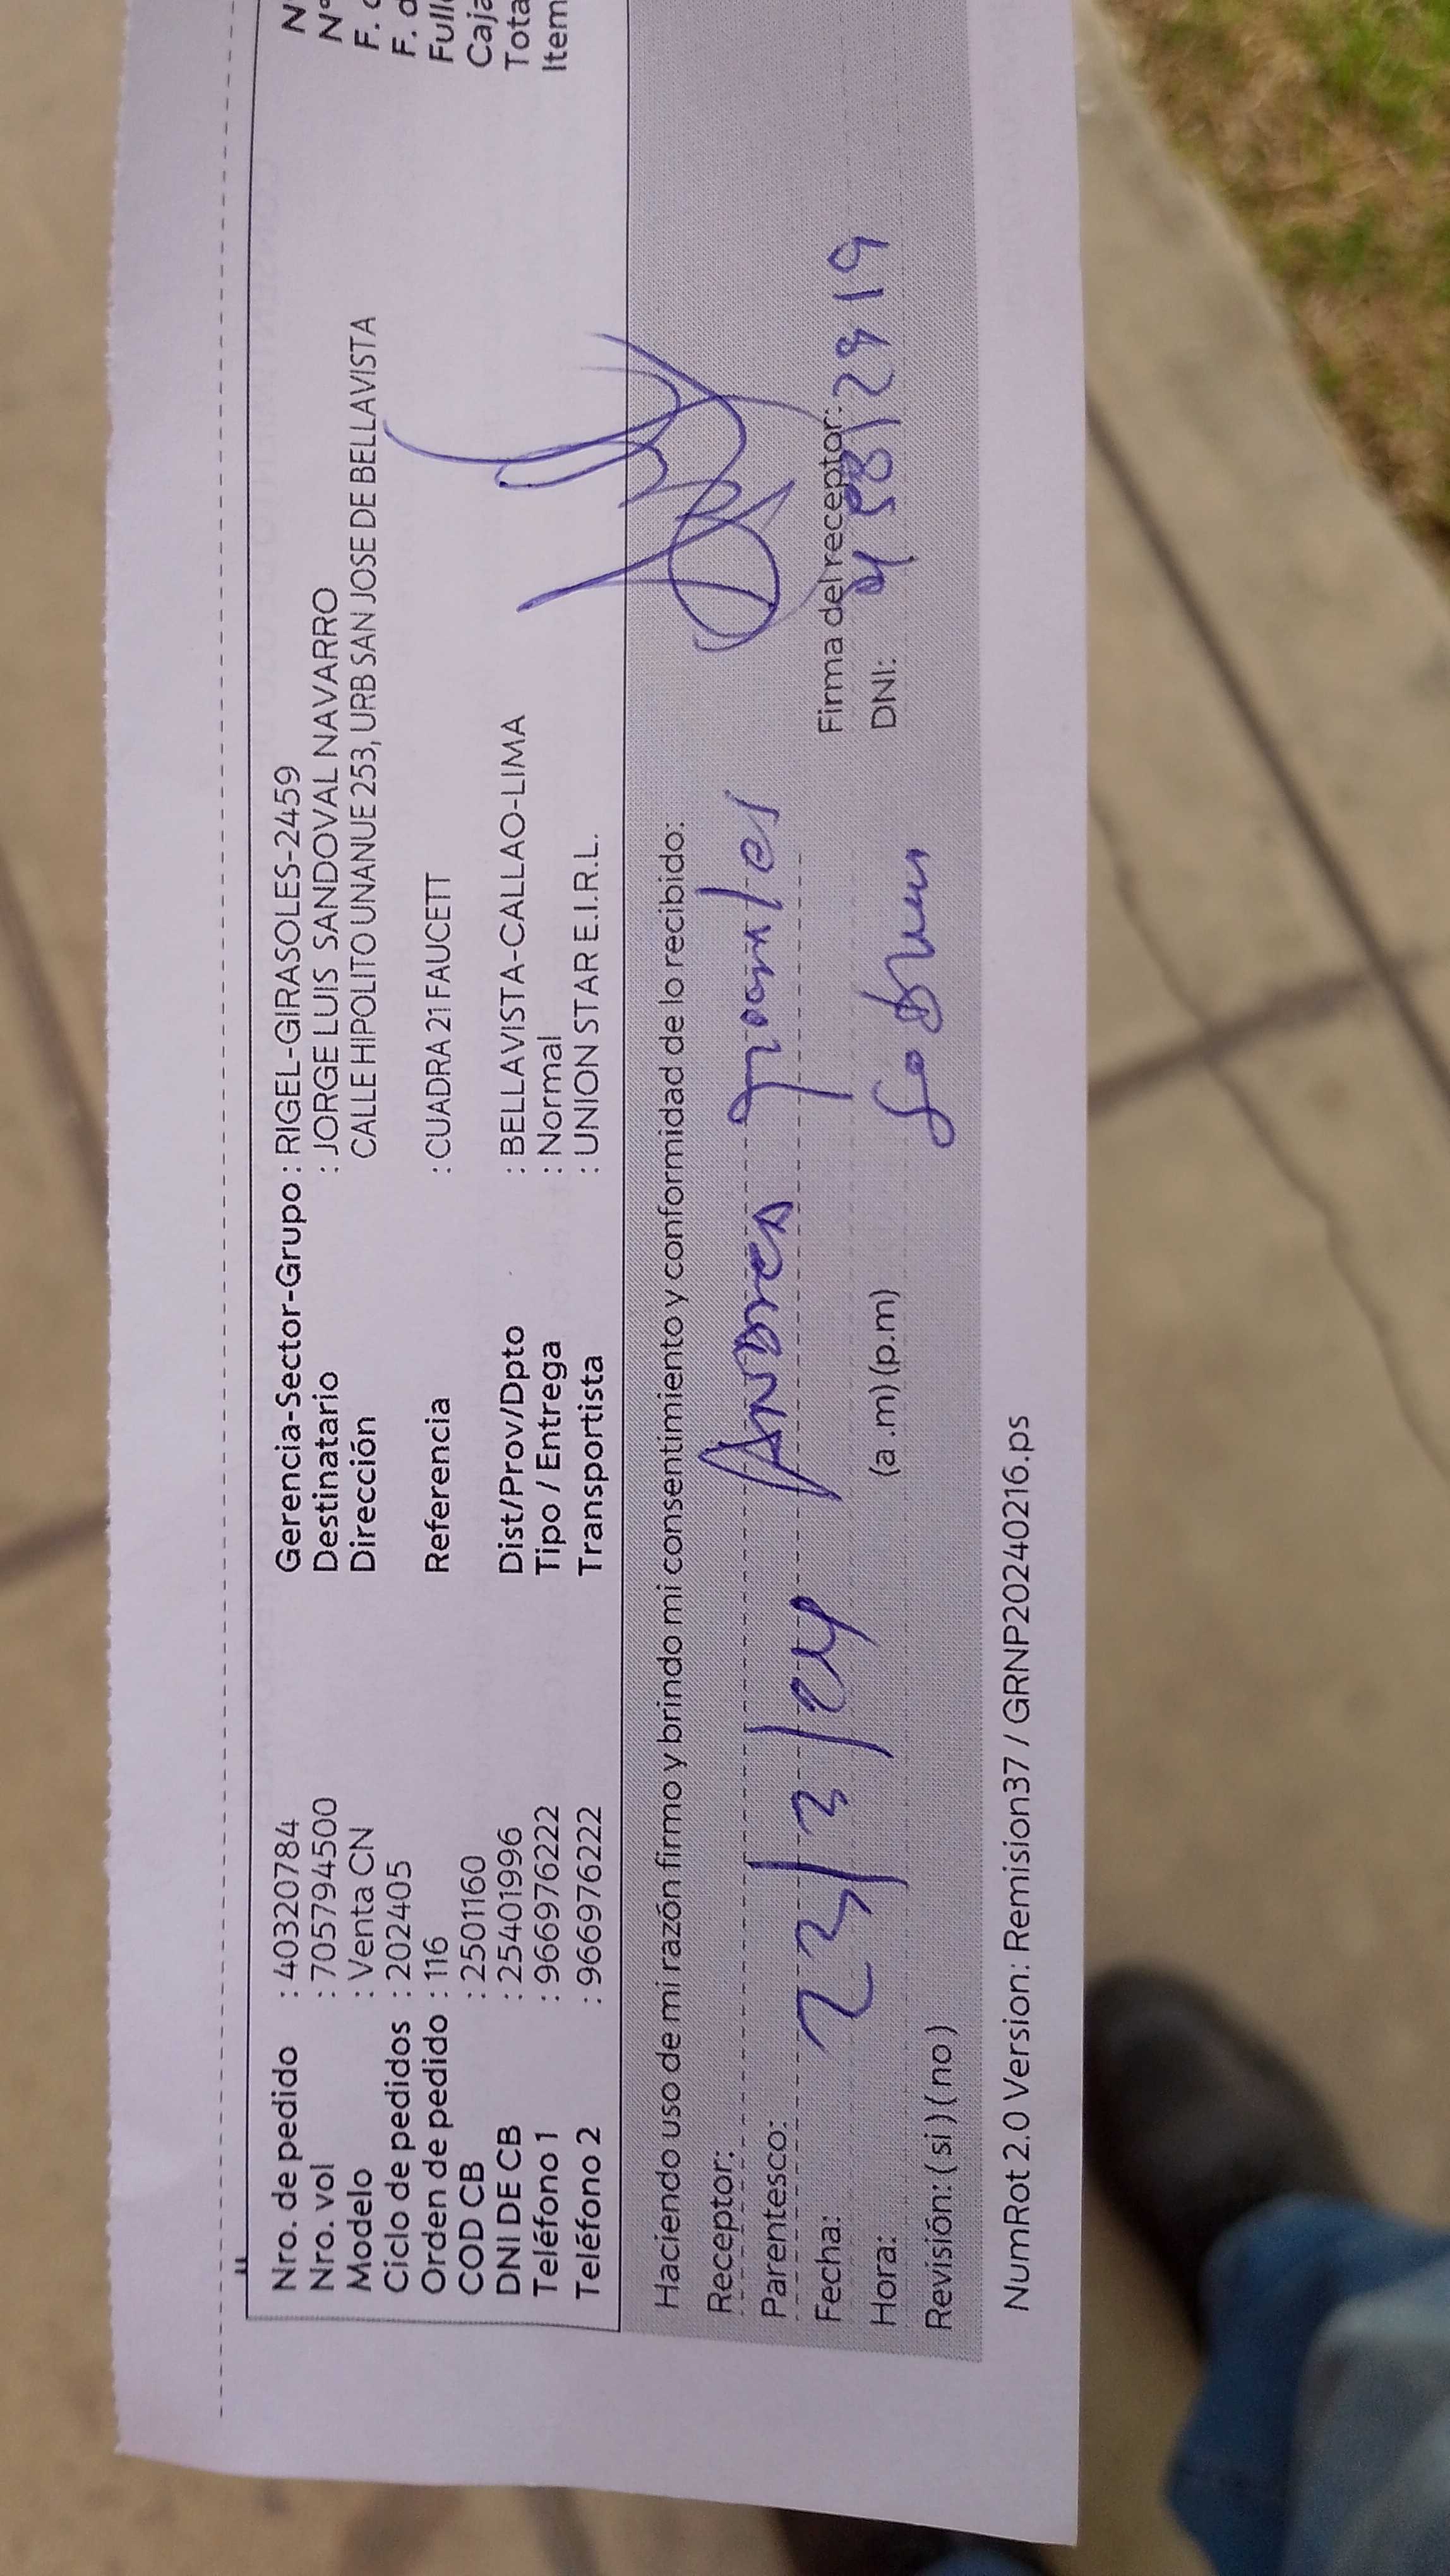 Nro. de pedido : 40320784 Gerencia-Sector-Grupo : RIGEL-GIRASOLES-2459 N
Nro. vol : 705794500 Destinatario : JORGE LUIS SANDOVAL NAVARRO N°
Modelo : Venta CN Dirección CALLE HIPOLITO UNANUE 253, URB SAN JOSE DE BELLAVISTA F.
Ciclo de pedidos : 202405 F. d
Orden de pedido : 116 Referencia : CUADRA 21 FAUCETT Full
COD CB : 2501160 Caja
DNI DE CB : 25401996 Dist/Prov/Dpto : BELLAVISTA-CALLAO-LIMA Tota
Teléfono 1 : 966976222 Tipo / Entrega : Normal Item
Teléfono 2 : 966976222 Transportista : UNION STAR E.I.R.L.
Haciendo uso de mi razón firmo y brindo mi consentimiento y conformidad de lo recibido:
Receptor: Andrea
Parentesco:
Fecha: 23/3/24 Firma del receptor:
Hora: (a .m) (p.m) DNI:
Revisión: ( si ) ( no )
NumRot 2.0 Version: Remision37 / GRNP20240216.ps